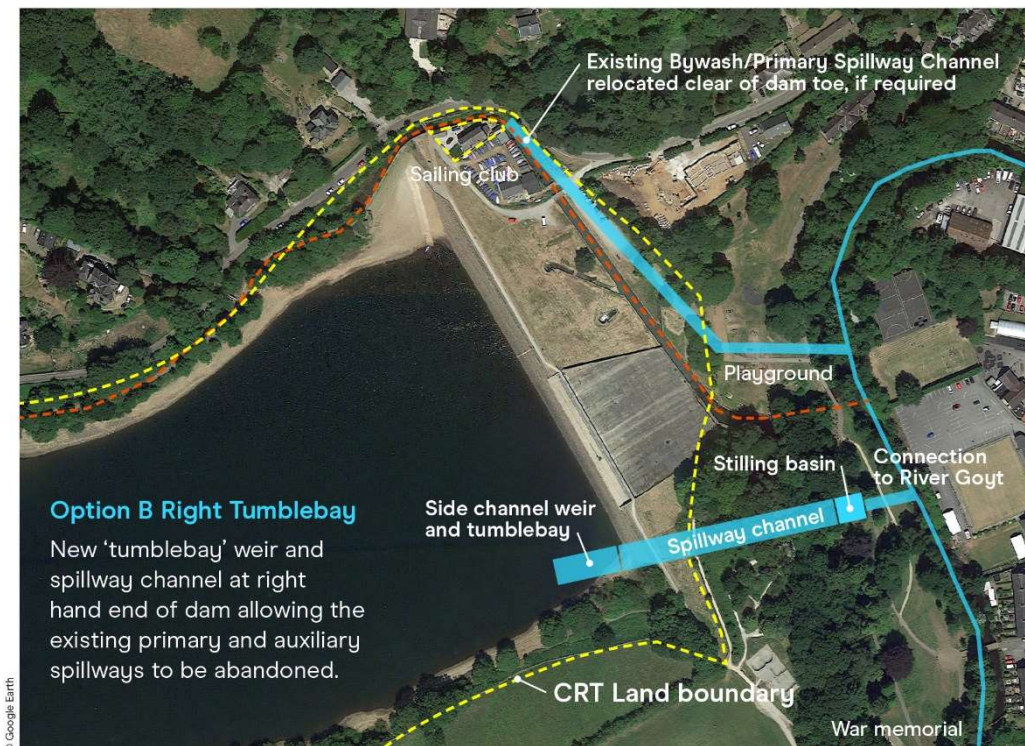 Existing Bywash/Primary Spillway Channel
relocated clear of dam toe, if required
Sailing club
Playground
Stilling basin
Connection
to River Goyt
Side channel weir
and tumblebay
Spillway channel
Option B Right Tumblebay
New ‘tumblebay’ weir and
spillway channel at right
hand end of dam allowing the
existing primary and auxiliary
spillways to be abandoned.
CRT Land boundary
War memorial
© Google Earth